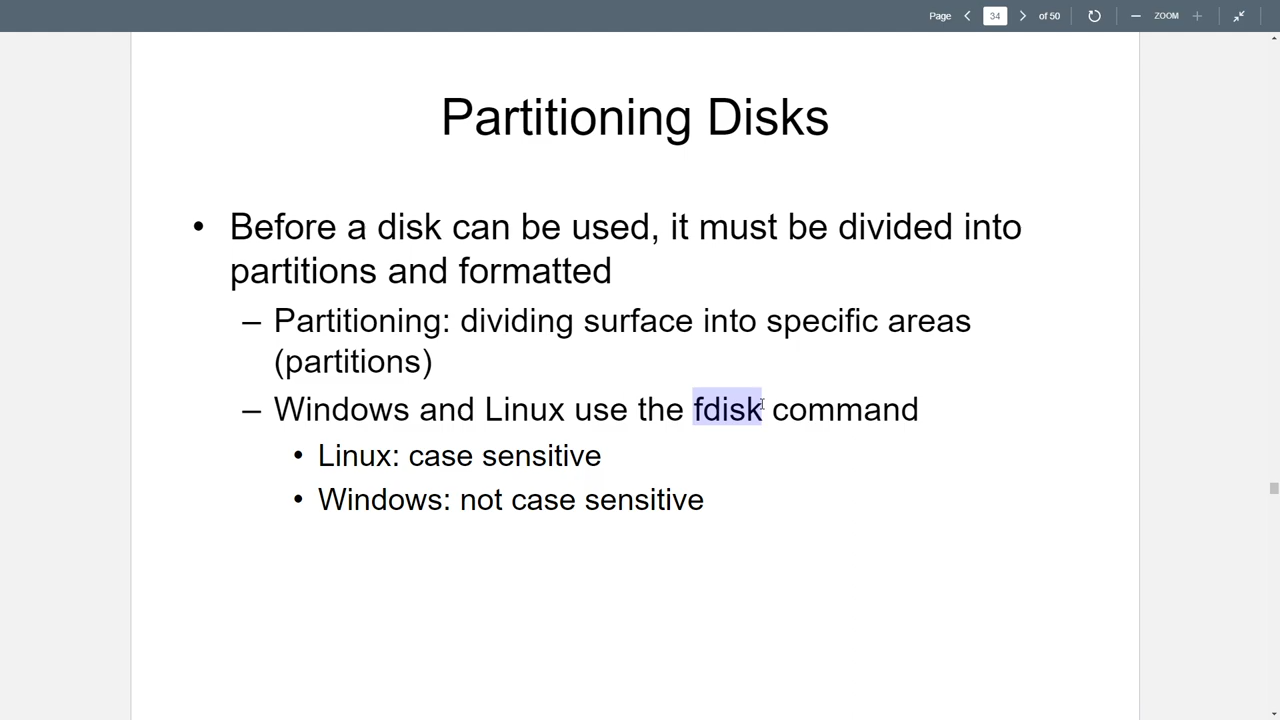 Page 34 of 50 ZOOM
Partitioning Disks
• Before a disk can be used, it must be divided into
partitions and formatted
– Partitioning: dividing surface into specific areas
(partitions)
– Windows and Linux use the fdisk command
• Linux: case sensitive
• Windows: not case sensitive